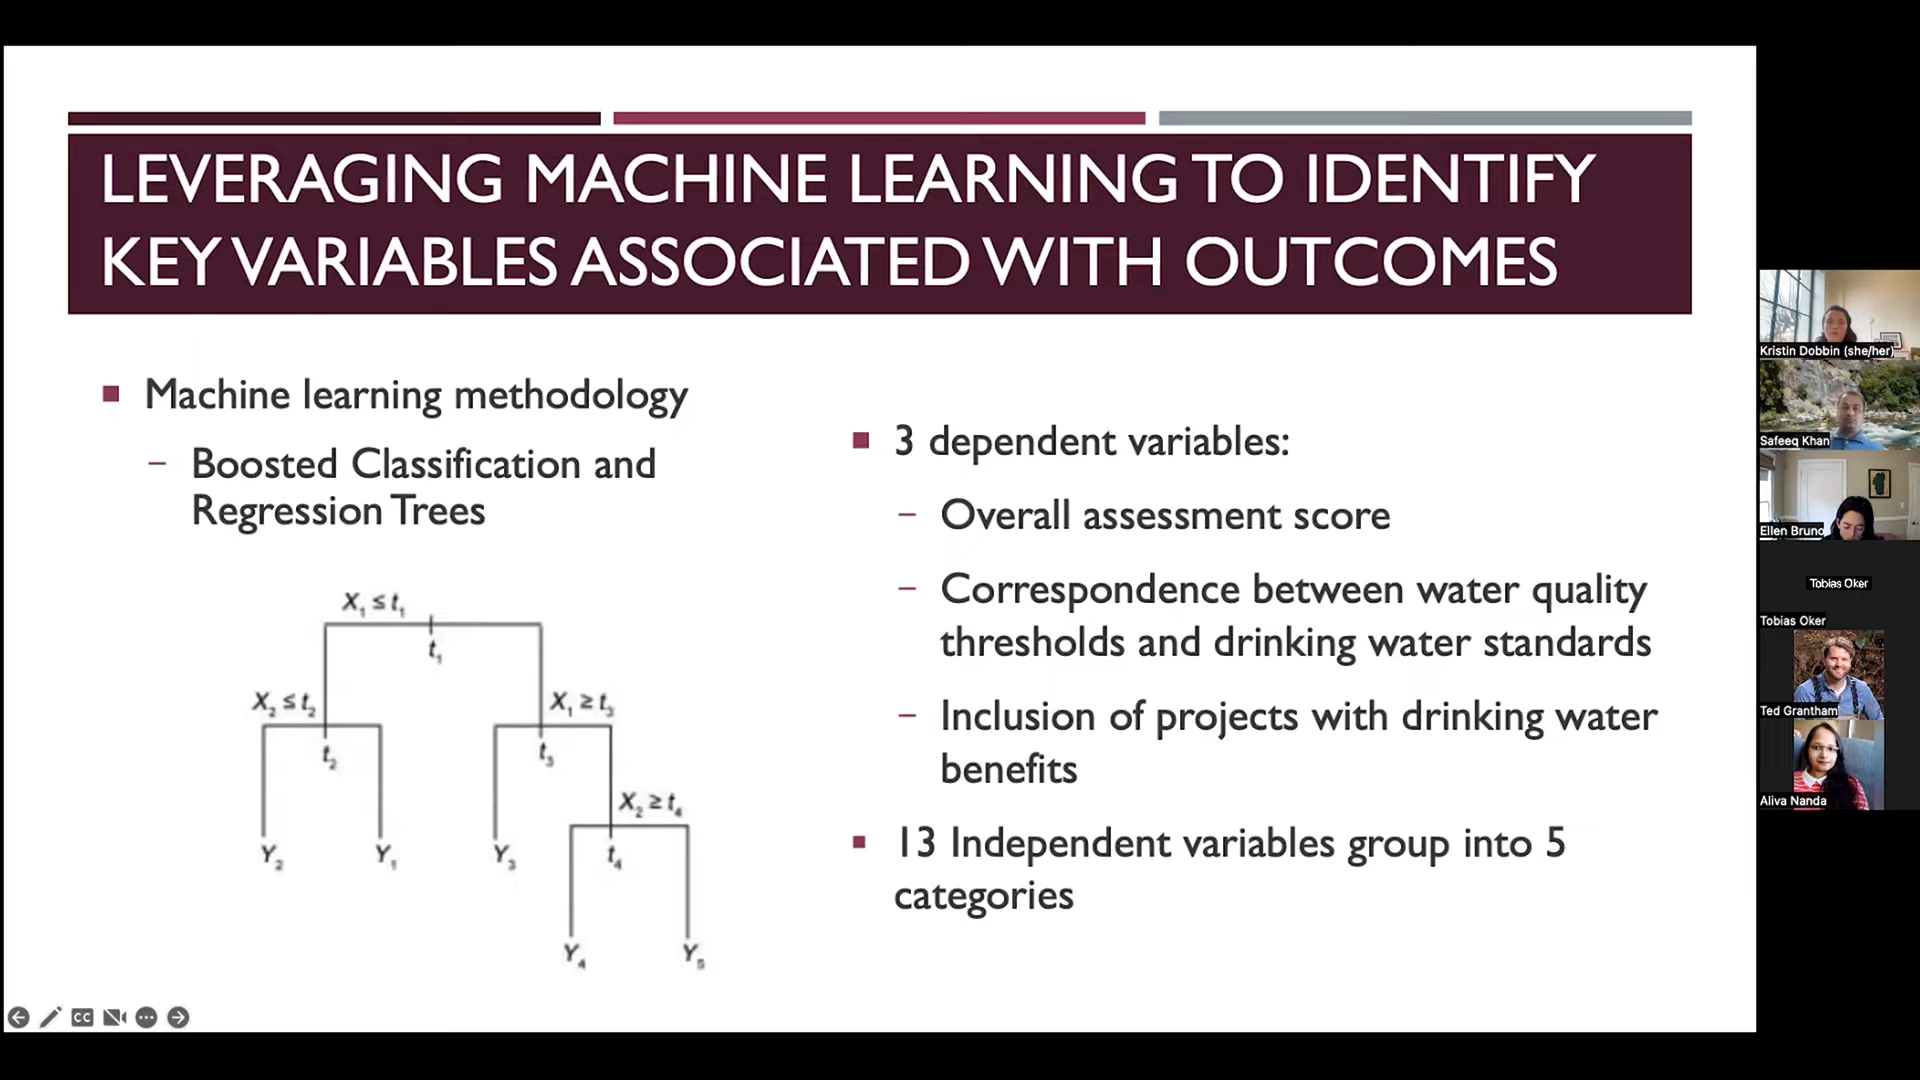 LEVERAGING MACHINE LEARNING TO IDENTIFY
KEY VARIABLES ASSOCIATED WITH OUTCOMES
Machine learning methodology
– Boosted Classification and
Regression Trees
X₁ ≤ t₁
t₁
X₂ ≤ t₂
X₁ ≥ t₃
t₂
t₃
X₂ ≥ t₄
Y₂
Y₁
Y₃
t₄
Y₄
Y₅
3 dependent variables:
– Overall assessment score
– Correspondence between water quality
thresholds and drinking water standards
– Inclusion of projects with drinking water
benefits
13 Independent variables group into 5
categories
Kristin Dobbin (she/her)
Safeeq Khan
Ellen Bruno
Tobias Oker
Tobias Oker
Ted Grantham
Aliva Nanda
CC